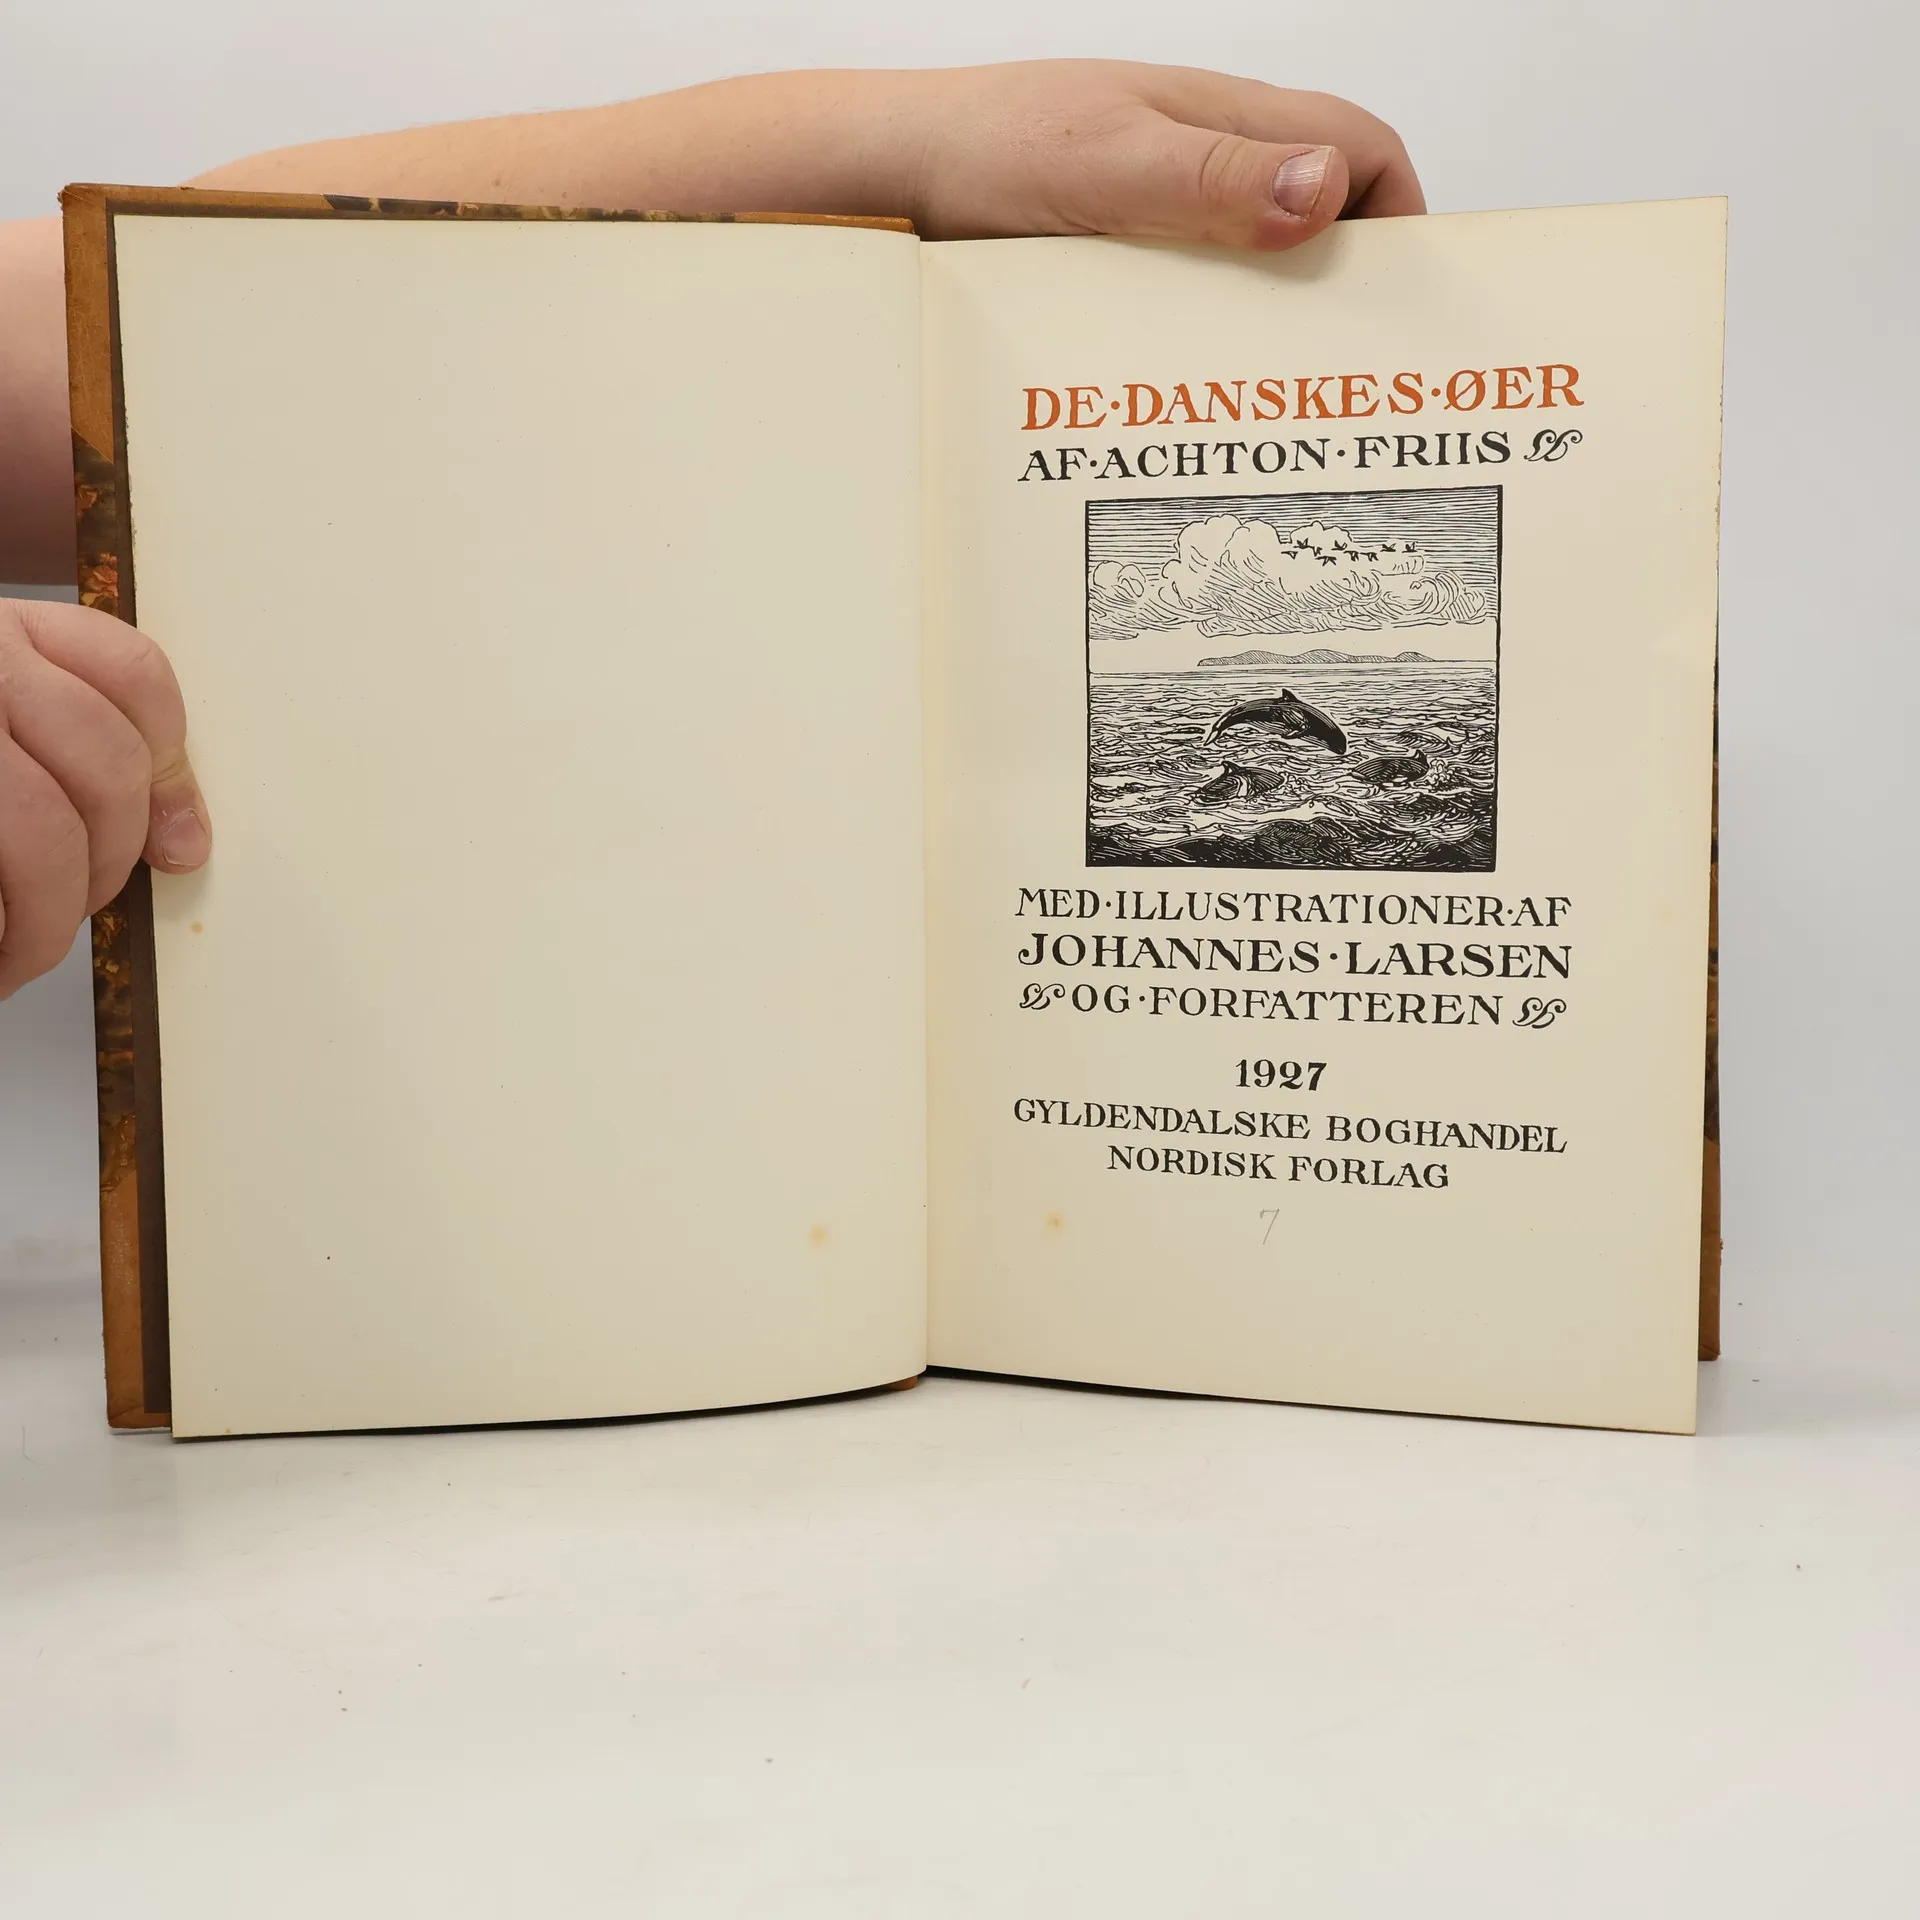 DE·DANSKES·ØER
AF·ACHTON·FRIIS
MED·ILLUSTRATIONER·AF
JOHANNES·LARSEN
OG·FORFATTEREN
1927
GYLDENDALSKE BOGHANDEL
NORDISK FORLAG
7